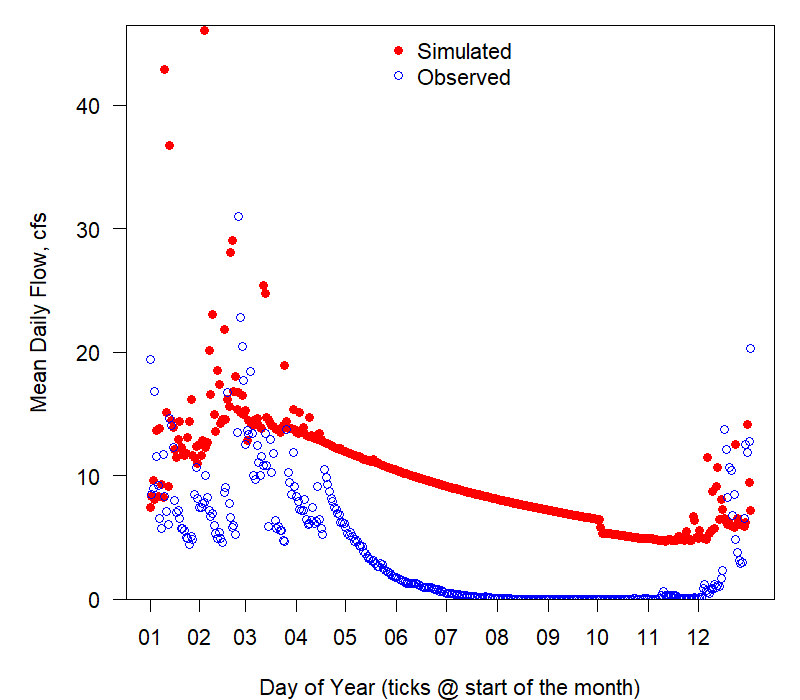 Simulated
Observed
40
30
20
10
0
Mean Daily Flow, cfs
01 02 03 04 05 06 07 08 09 10 11 12
Day of Year (ticks @ start of the month)